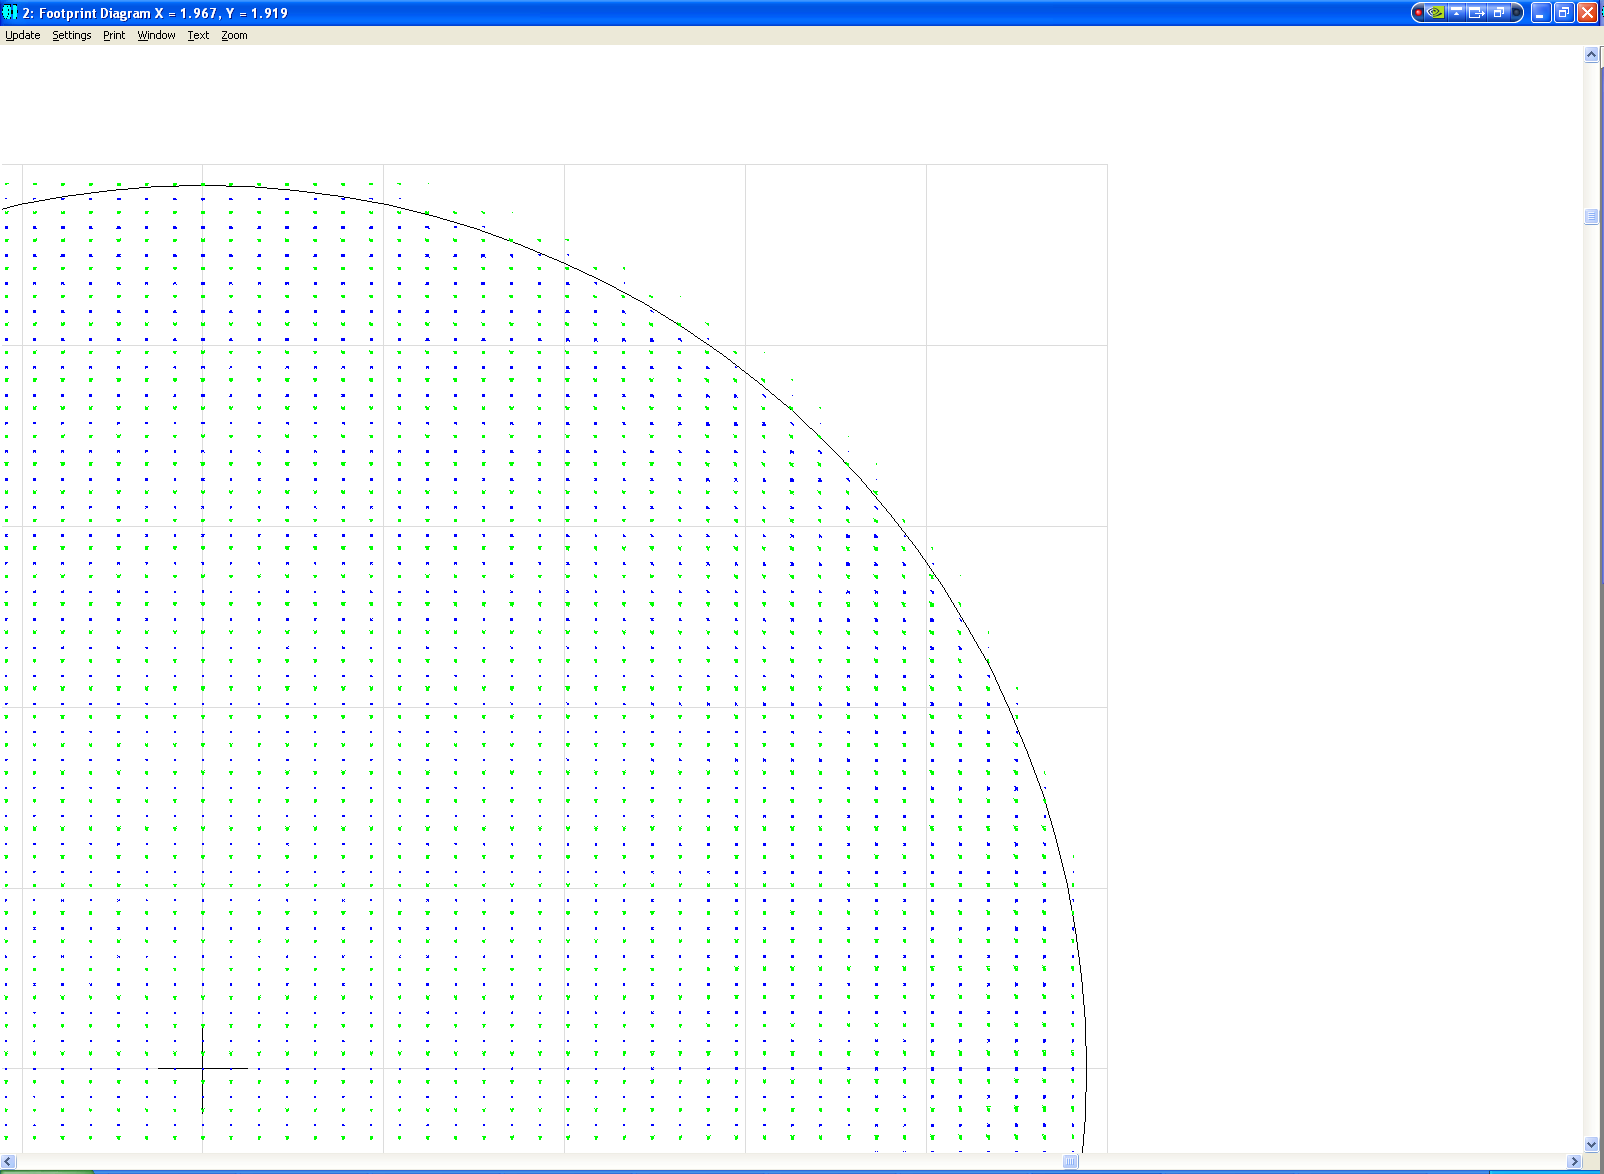 2: Footprint Diagram X = 1.967, Y = 1.919
Update Settings Print Window Text Zoom